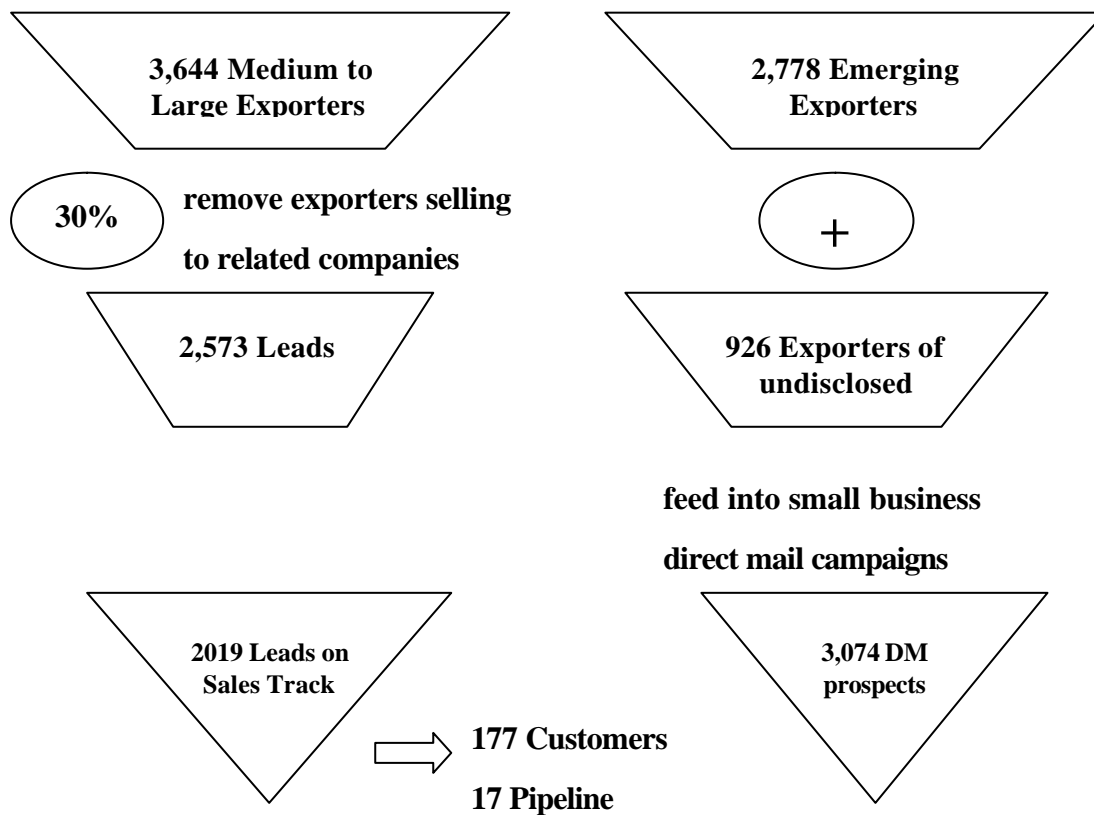 3,644 Medium to
Large Exporters
2,778 Emerging
Exporters
30%
remove exporters selling
to related companies
+
2,573 Leads
926 Exporters of
undisclosed
feed into small business
direct mail campaigns
2019 Leads on
Sales Track
3,074 DM
prospects
177 Customers
17 Pipeline